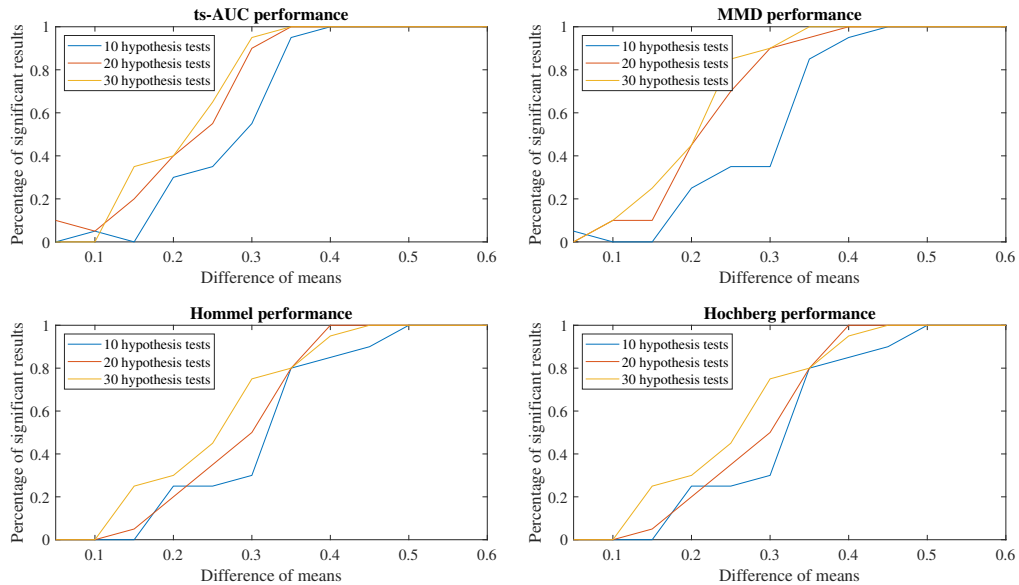 ts-AUC performance
Percentage of significant results
1
0.8
0.6
0.4
0.2
0
10 hypothesis tests
20 hypothesis tests
30 hypothesis tests
0.1 0.2 0.3 0.4 0.5 0.6
Difference of means
MMD performance
Percentage of significant results
1
0.8
0.6
0.4
0.2
0
10 hypothesis tests
20 hypothesis tests
30 hypothesis tests
0.1 0.2 0.3 0.4 0.5 0.6
Difference of means
Hommel performance
Percentage of significant results
1
0.8
0.6
0.4
0.2
0
10 hypothesis tests
20 hypothesis tests
30 hypothesis tests
0.1 0.2 0.3 0.4 0.5 0.6
Difference of means
Hochberg performance
Percentage of significant results
1
0.8
0.6
0.4
0.2
0
10 hypothesis tests
20 hypothesis tests
30 hypothesis tests
0.1 0.2 0.3 0.4 0.5 0.6
Difference of means